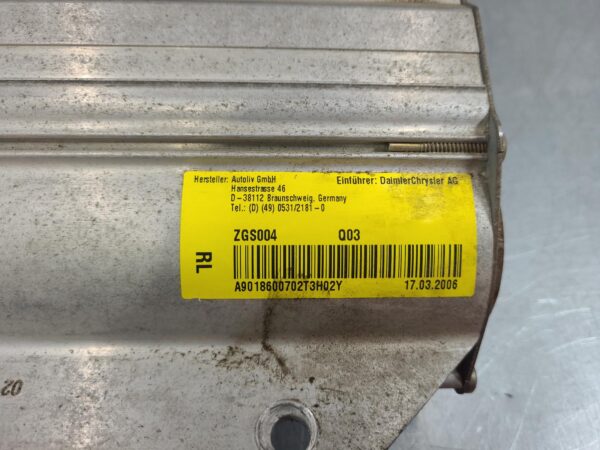 Hersteller: Autoliv GmbH
Hansestrasse 46
D-38112 Braunschweig, Germany
Tel.: (D) (49) 0531/2181-0
Einführer: DaimlerChrysler AG
ZGS004 Q03
RL
A9018600702T3H02Y 17.03.2006
02